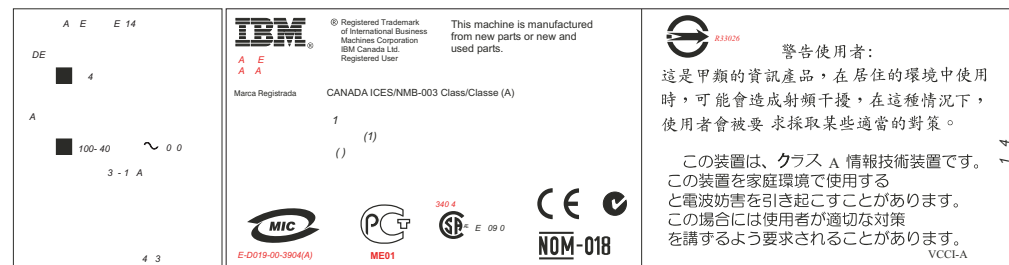 A E E 14
DE
4
A
100- 40 ~ 0 0
3 - 1 A
4 3
IBM®
® Registered Trademark
of International Business
Machines Corporation
IBM Canada Ltd.
Registered User
This machine is manufactured
from new parts or new and
used parts.
A E
A A
Marca Registrada
CANADA ICES/NMB-003 Class/Classe (A)
1
(1)
( )
MIC
E-D019-00-3904(A)
ME01
340 4
E 09 0
CE
NOM-018
R33026
警告使用者:
這是甲類的資訊產品，在居住的環境中使用
時，可能會造成射頻干擾，在這種情況下，
使用者會被要 求採取某些適當的對策。
この装置は、クラス A 情報技術装置です。
この装置を家庭環境で使用する
と電波妨害を引き起こすことがあります。
この場合には使用者が適切な対策
を講ずるよう要求されることがあります。
VCCI-A
1 4